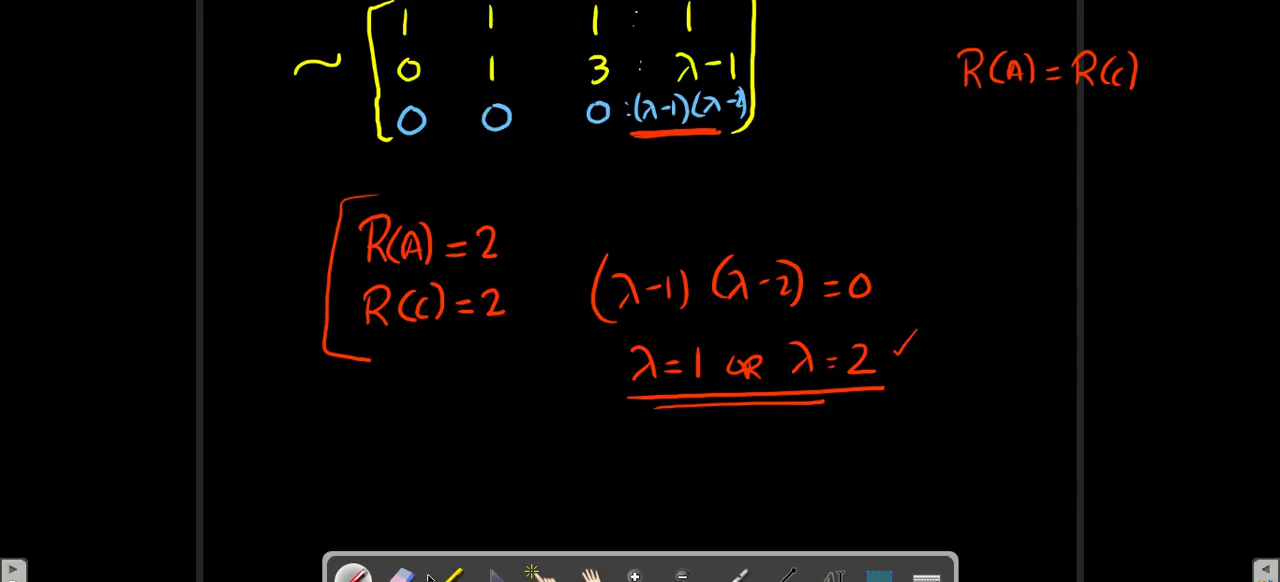 1 1 1 : 1
~ 0 1 3 : λ-1
0 0 0 : (λ-1)(λ-2)
R(A) = R(C)
R(A) = 2
R(C) = 2
(λ-1) (λ-2) = 0
λ = 1 OR λ = 2 ✓